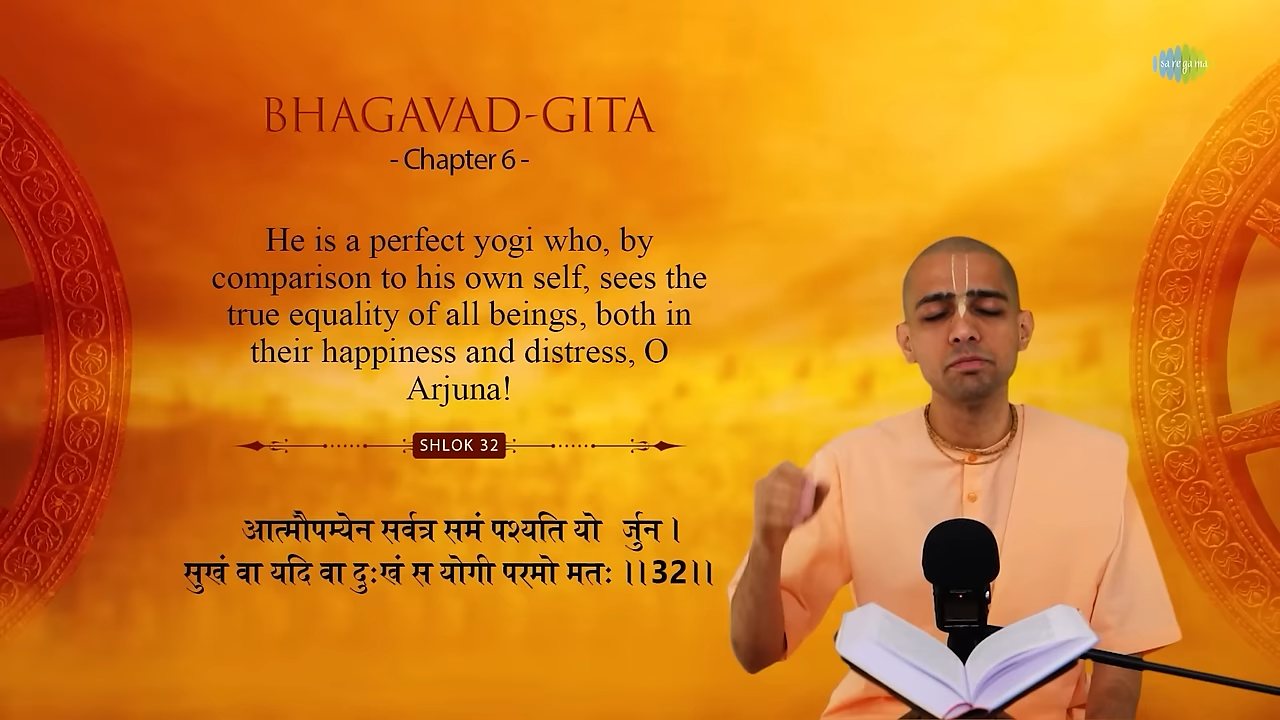 saregama
BHAGAVAD-GITA
- Chapter 6 -
He is a perfect yogi who, by
comparison to his own self, sees the
true equality of all beings, both in
their happiness and distress, O
Arjuna!
SHLOK 32
आत्मौपम्येन सर्वत्र समं पश्यति यो र्जुन ।
सुखं वा यदि वा दुःखं स योगी परमो मतः ।।32।।